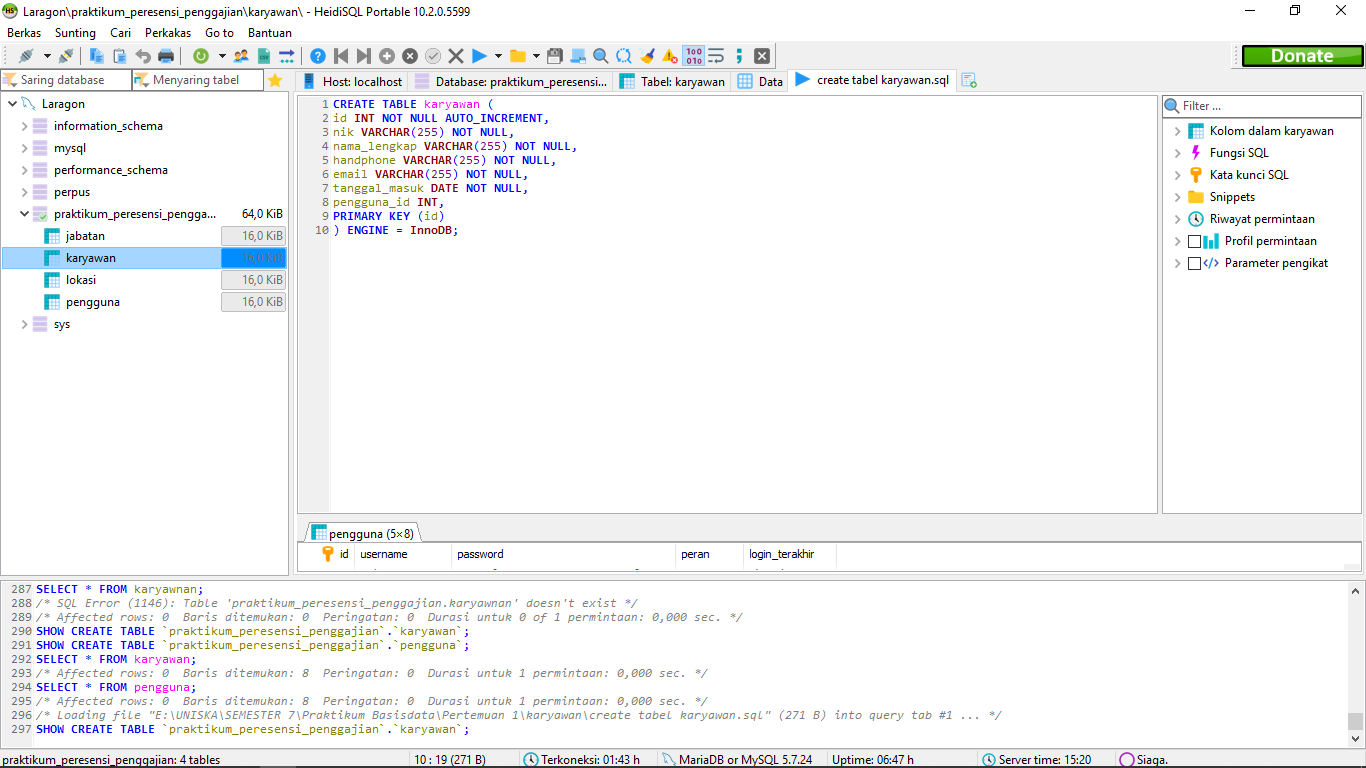 Laragon\praktikum_peresensi_penggajian\karyawan\ - HeidiSQL Portable 10.2.0.5599
Berkas Sunting Cari Perkakas Go to Bantuan
Donate
Saring database Menyaring tabel
Host: localhost Database: praktikum_peresensi... Tabel: karyawan Data create tabel karyawan.sql
Laragon
information_schema
mysql
performance_schema
perpus
praktikum_peresensi_pengga... 64,0 KiB
jabatan 16,0 KiB
karyawan 16,0 KiB
lokasi 16,0 KiB
pengguna 16,0 KiB
sys
1 CREATE TABLE karyawan (
2 id INT NOT NULL AUTO_INCREMENT,
3 nik VARCHAR(255) NOT NULL,
4 nama_lengkap VARCHAR(255) NOT NULL,
5 handphone VARCHAR(255) NOT NULL,
6 email VARCHAR(255) NOT NULL,
7 tanggal_masuk DATE NOT NULL,
8 pengguna_id INT,
9 PRIMARY KEY (id)
10 ) ENGINE = InnoDB;
Filter ...
Kolom dalam karyawan
Fungsi SQL
Kata kunci SQL
Snippets
Riwayat permintaan
Profil permintaan
Parameter pengikat
pengguna (5×8)
id username password peran login_terakhir
287 SELECT * FROM karyawnan;
288 /* SQL Error (1146): Table 'praktikum_peresensi_penggajian.karyawnan' doesn't exist */
289 /* Affected rows: 0 Baris ditemukan: 0 Peringatan: 0 Durasi untuk 0 of 1 permintaan: 0,000 sec. */
290 SHOW CREATE TABLE `praktikum_peresensi_penggajian`.`karyawan`;
291 SHOW CREATE TABLE `praktikum_peresensi_penggajian`.`pengguna`;
292 SELECT * FROM karyawan;
293 /* Affected rows: 0 Baris ditemukan: 8 Peringatan: 0 Durasi untuk 1 permintaan: 0,000 sec. */
294 SELECT * FROM pengguna;
295 /* Affected rows: 0 Baris ditemukan: 8 Peringatan: 0 Durasi untuk 1 permintaan: 0,000 sec. */
296 /* Loading file "E:\UNISKA\SEMESTER 7\Praktikum Basisdata\Pertemuan 1\karyawan\create tabel karyawan.sql" (271 B) into query tab #1 ... */
297 SHOW CREATE TABLE `praktikum_peresensi_penggajian`.`karyawan`;
praktikum_peresensi_penggajian: 4 tables 10 : 19 (271 B) Terkoneksi: 01:43 h MariaDB or MySQL 5.7.24 Uptime: 06:47 h Server time: 15:20 Siaga.